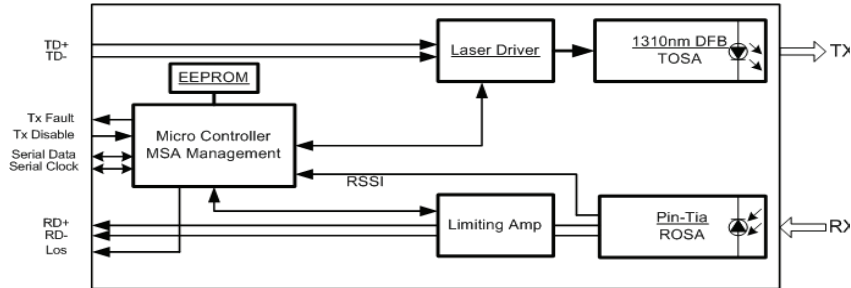 TD+
TD-
Laser Driver
1310nm DFB
TOSA
TX
EEPROM
Tx Fault
Tx Disable
Serial Data
Serial Clock
Micro Controller
MSA Management
RSSI
RD+
RD-
Los
Limiting Amp
Pin-Tia
ROSA
RX